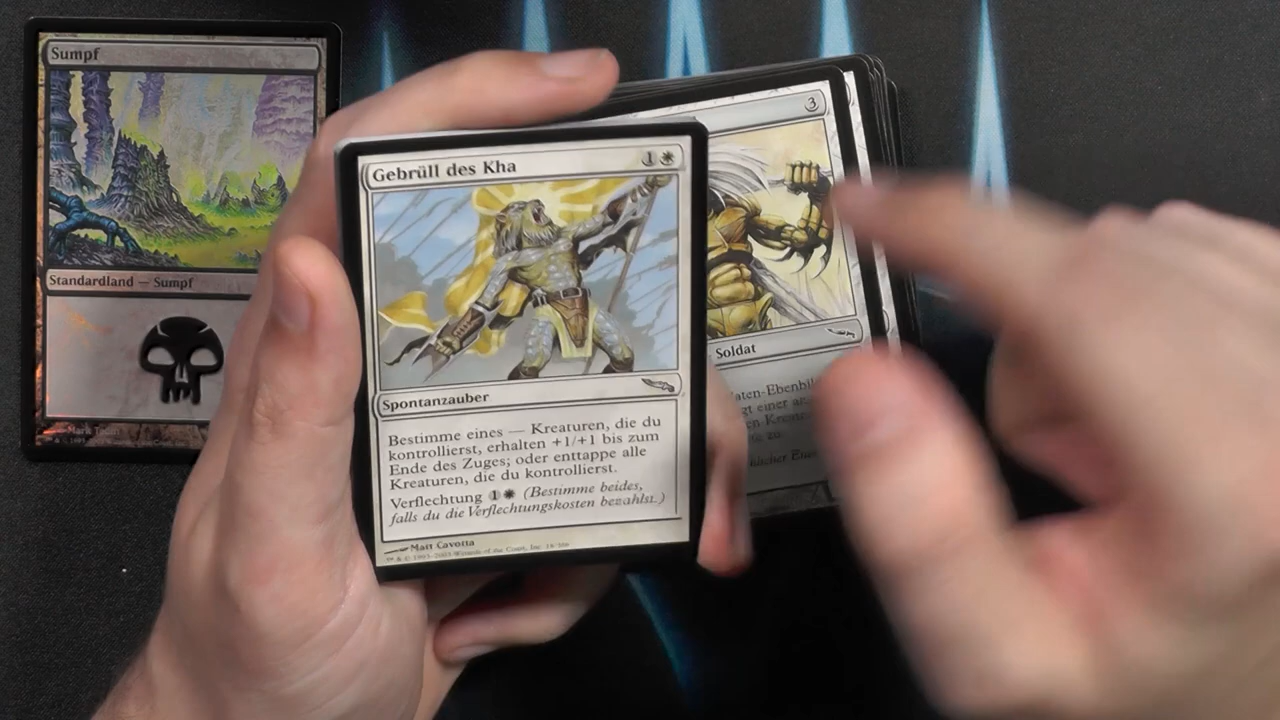 Sumpf
Standardland — Sumpf
Gebrüll des Kha
1
Spontanzauber
Bestimme eines — Kreaturen, die du
kontrollierst, erhalten +1/+1 bis zum
Ende des Zuges; oder enttappe alle
Kreaturen, die du kontrollierst.
Verflechtung 1 (Bestimme beides,
falls du die Verflechtungskosten bezahlst.)
Matt Cavotta
3
Soldat